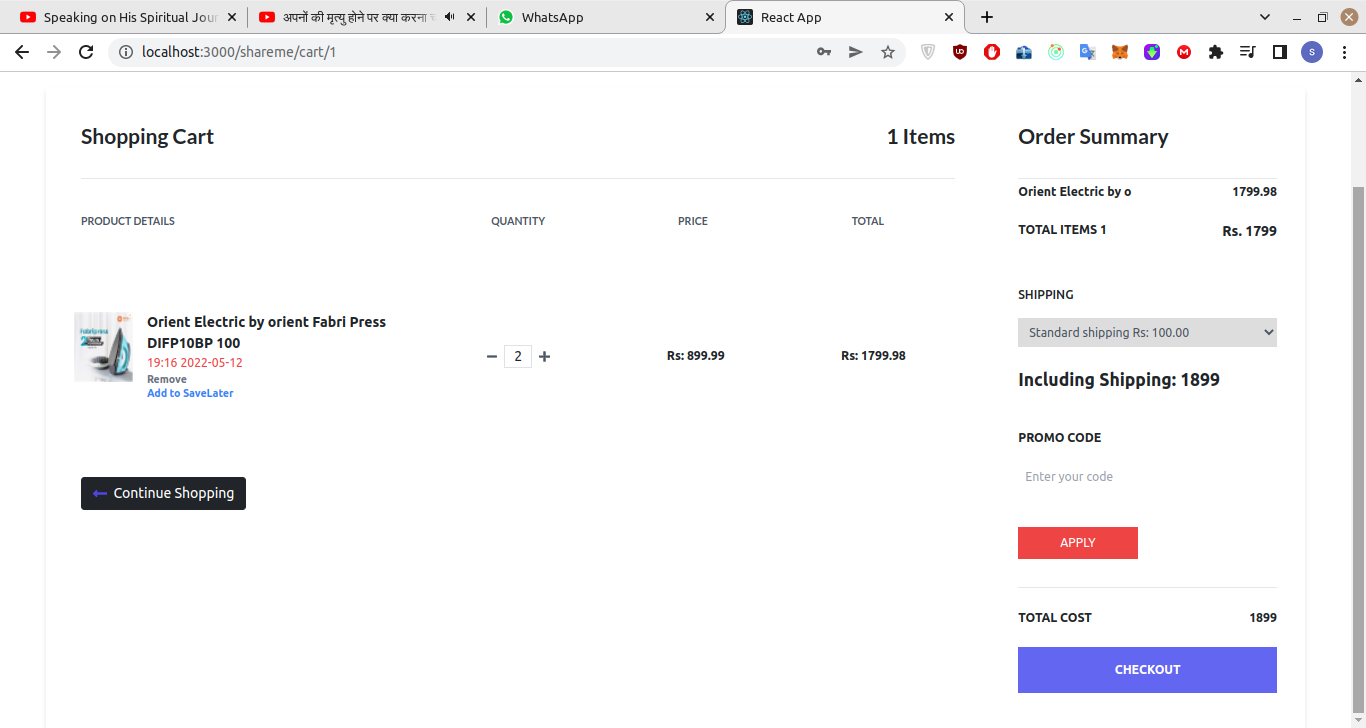 Speaking on His Spiritual Jour
अपनों की मृत्यु होने पर क्या करना च
WhatsApp
React App
localhost:3000/shareme/cart/1
S
Shopping Cart
1 Items
PRODUCT DETAILS
QUANTITY
PRICE
TOTAL
Orient Electric by orient Fabri Press
DIFP10BP 100
19:16 2022-05-12
Remove
Add to SaveLater
2
Rs: 899.99
Rs: 1799.98
Continue Shopping
Order Summary
Orient Electric by o
1799.98
TOTAL ITEMS 1
Rs. 1799
SHIPPING
Standard shipping Rs: 100.00
Including Shipping: 1899
PROMO CODE
Enter your code
APPLY
TOTAL COST
1899
CHECKOUT